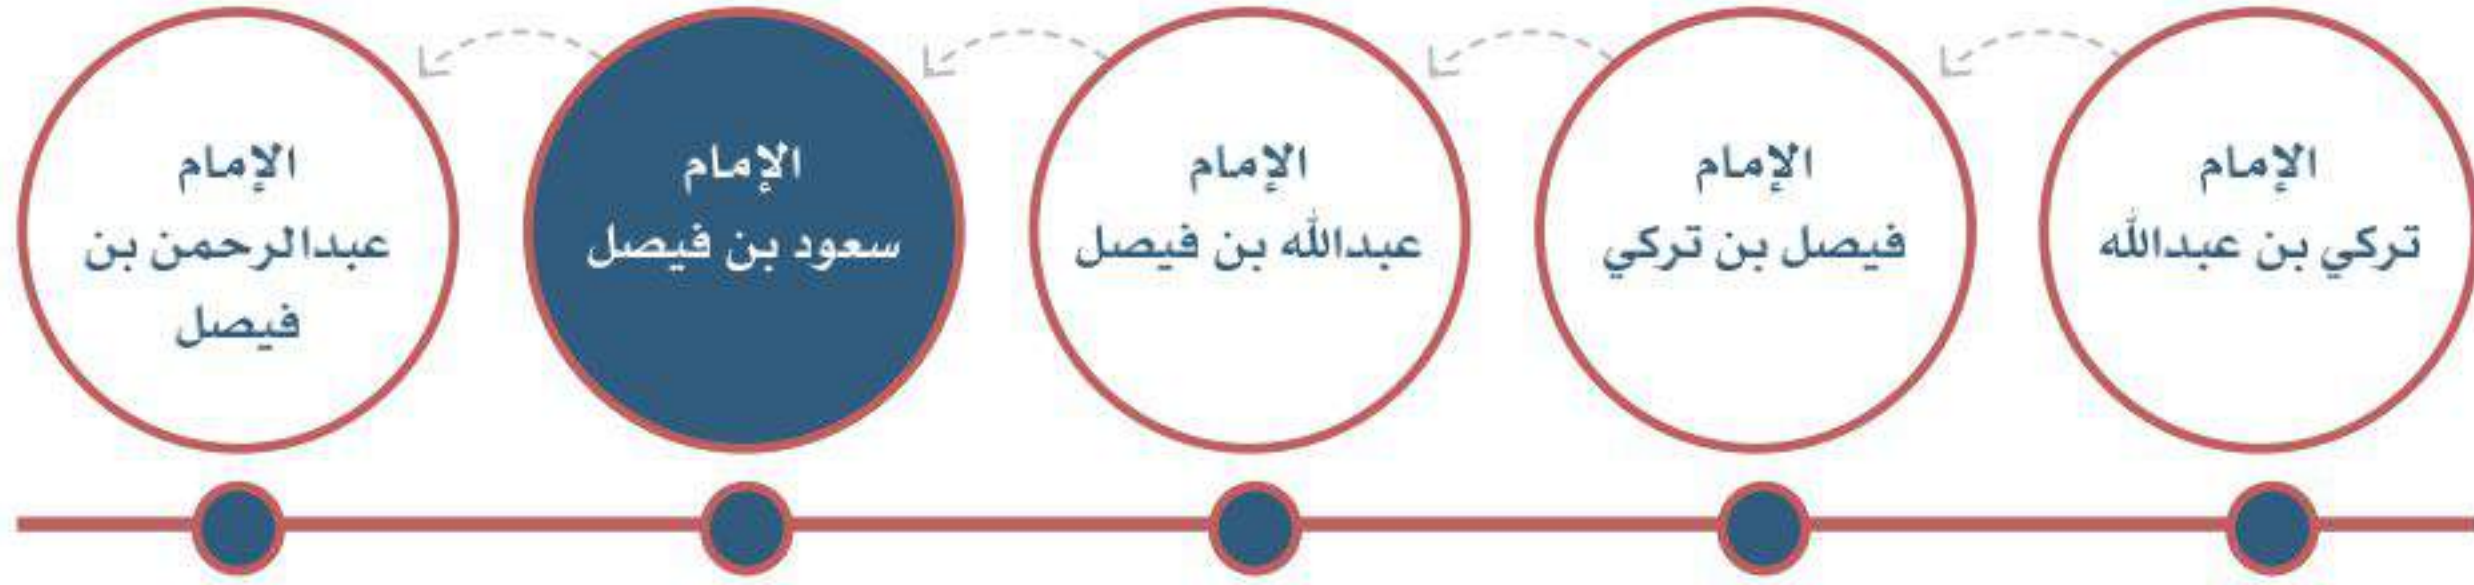 الإمام
تركي بن عبدالله
الإمام
فيصل بن تركي
الإمام
عبدالله بن فيصل
الإمام
سعود بن فيصل
الإمام
عبدالرحمن بن
فيصل